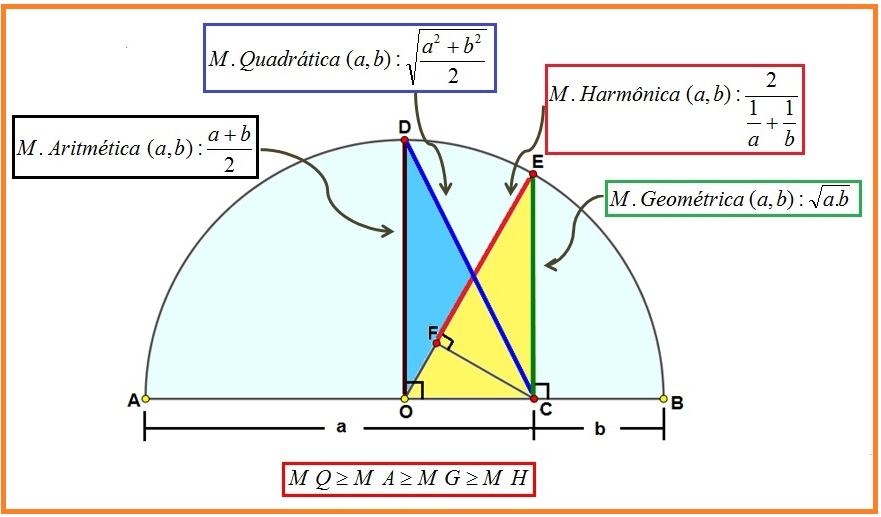 M.Quadrática (a,b): √((a² + b²)/2)
M.Harmônica (a,b): 2/(1/a + 1/b)
M.Aritmética (a,b): (a+b)/2
M.Geométrica (a,b): √a.b
D
E
F
A
O
C
B
a
b
M Q ≥ M A ≥ M G ≥ M H